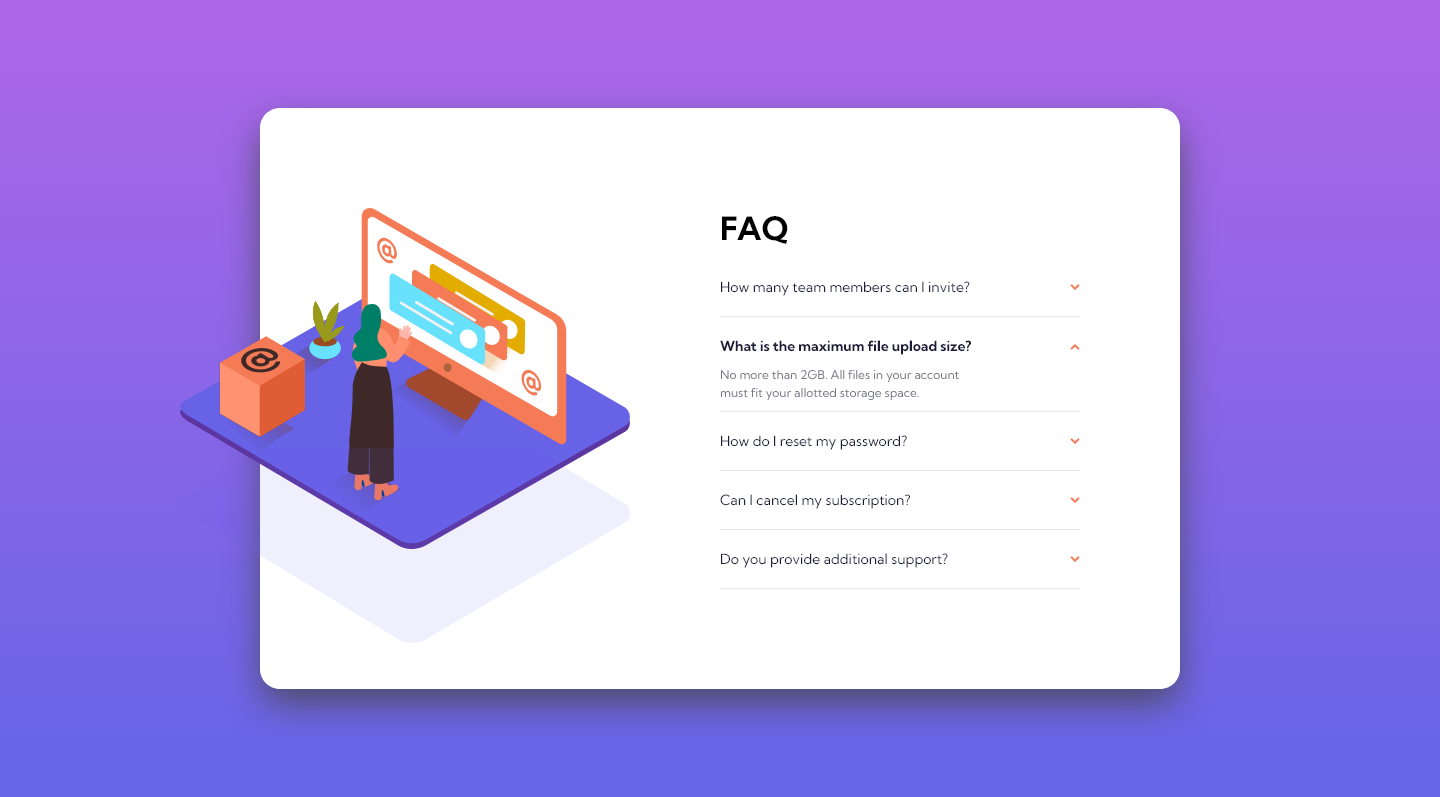 @
@
@
FAQ
How many team members can I invite?
What is the maximum file upload size?
No more than 2GB. All files in your account
must fit your allotted storage space.
How do I reset my password?
Can I cancel my subscription?
Do you provide additional support?